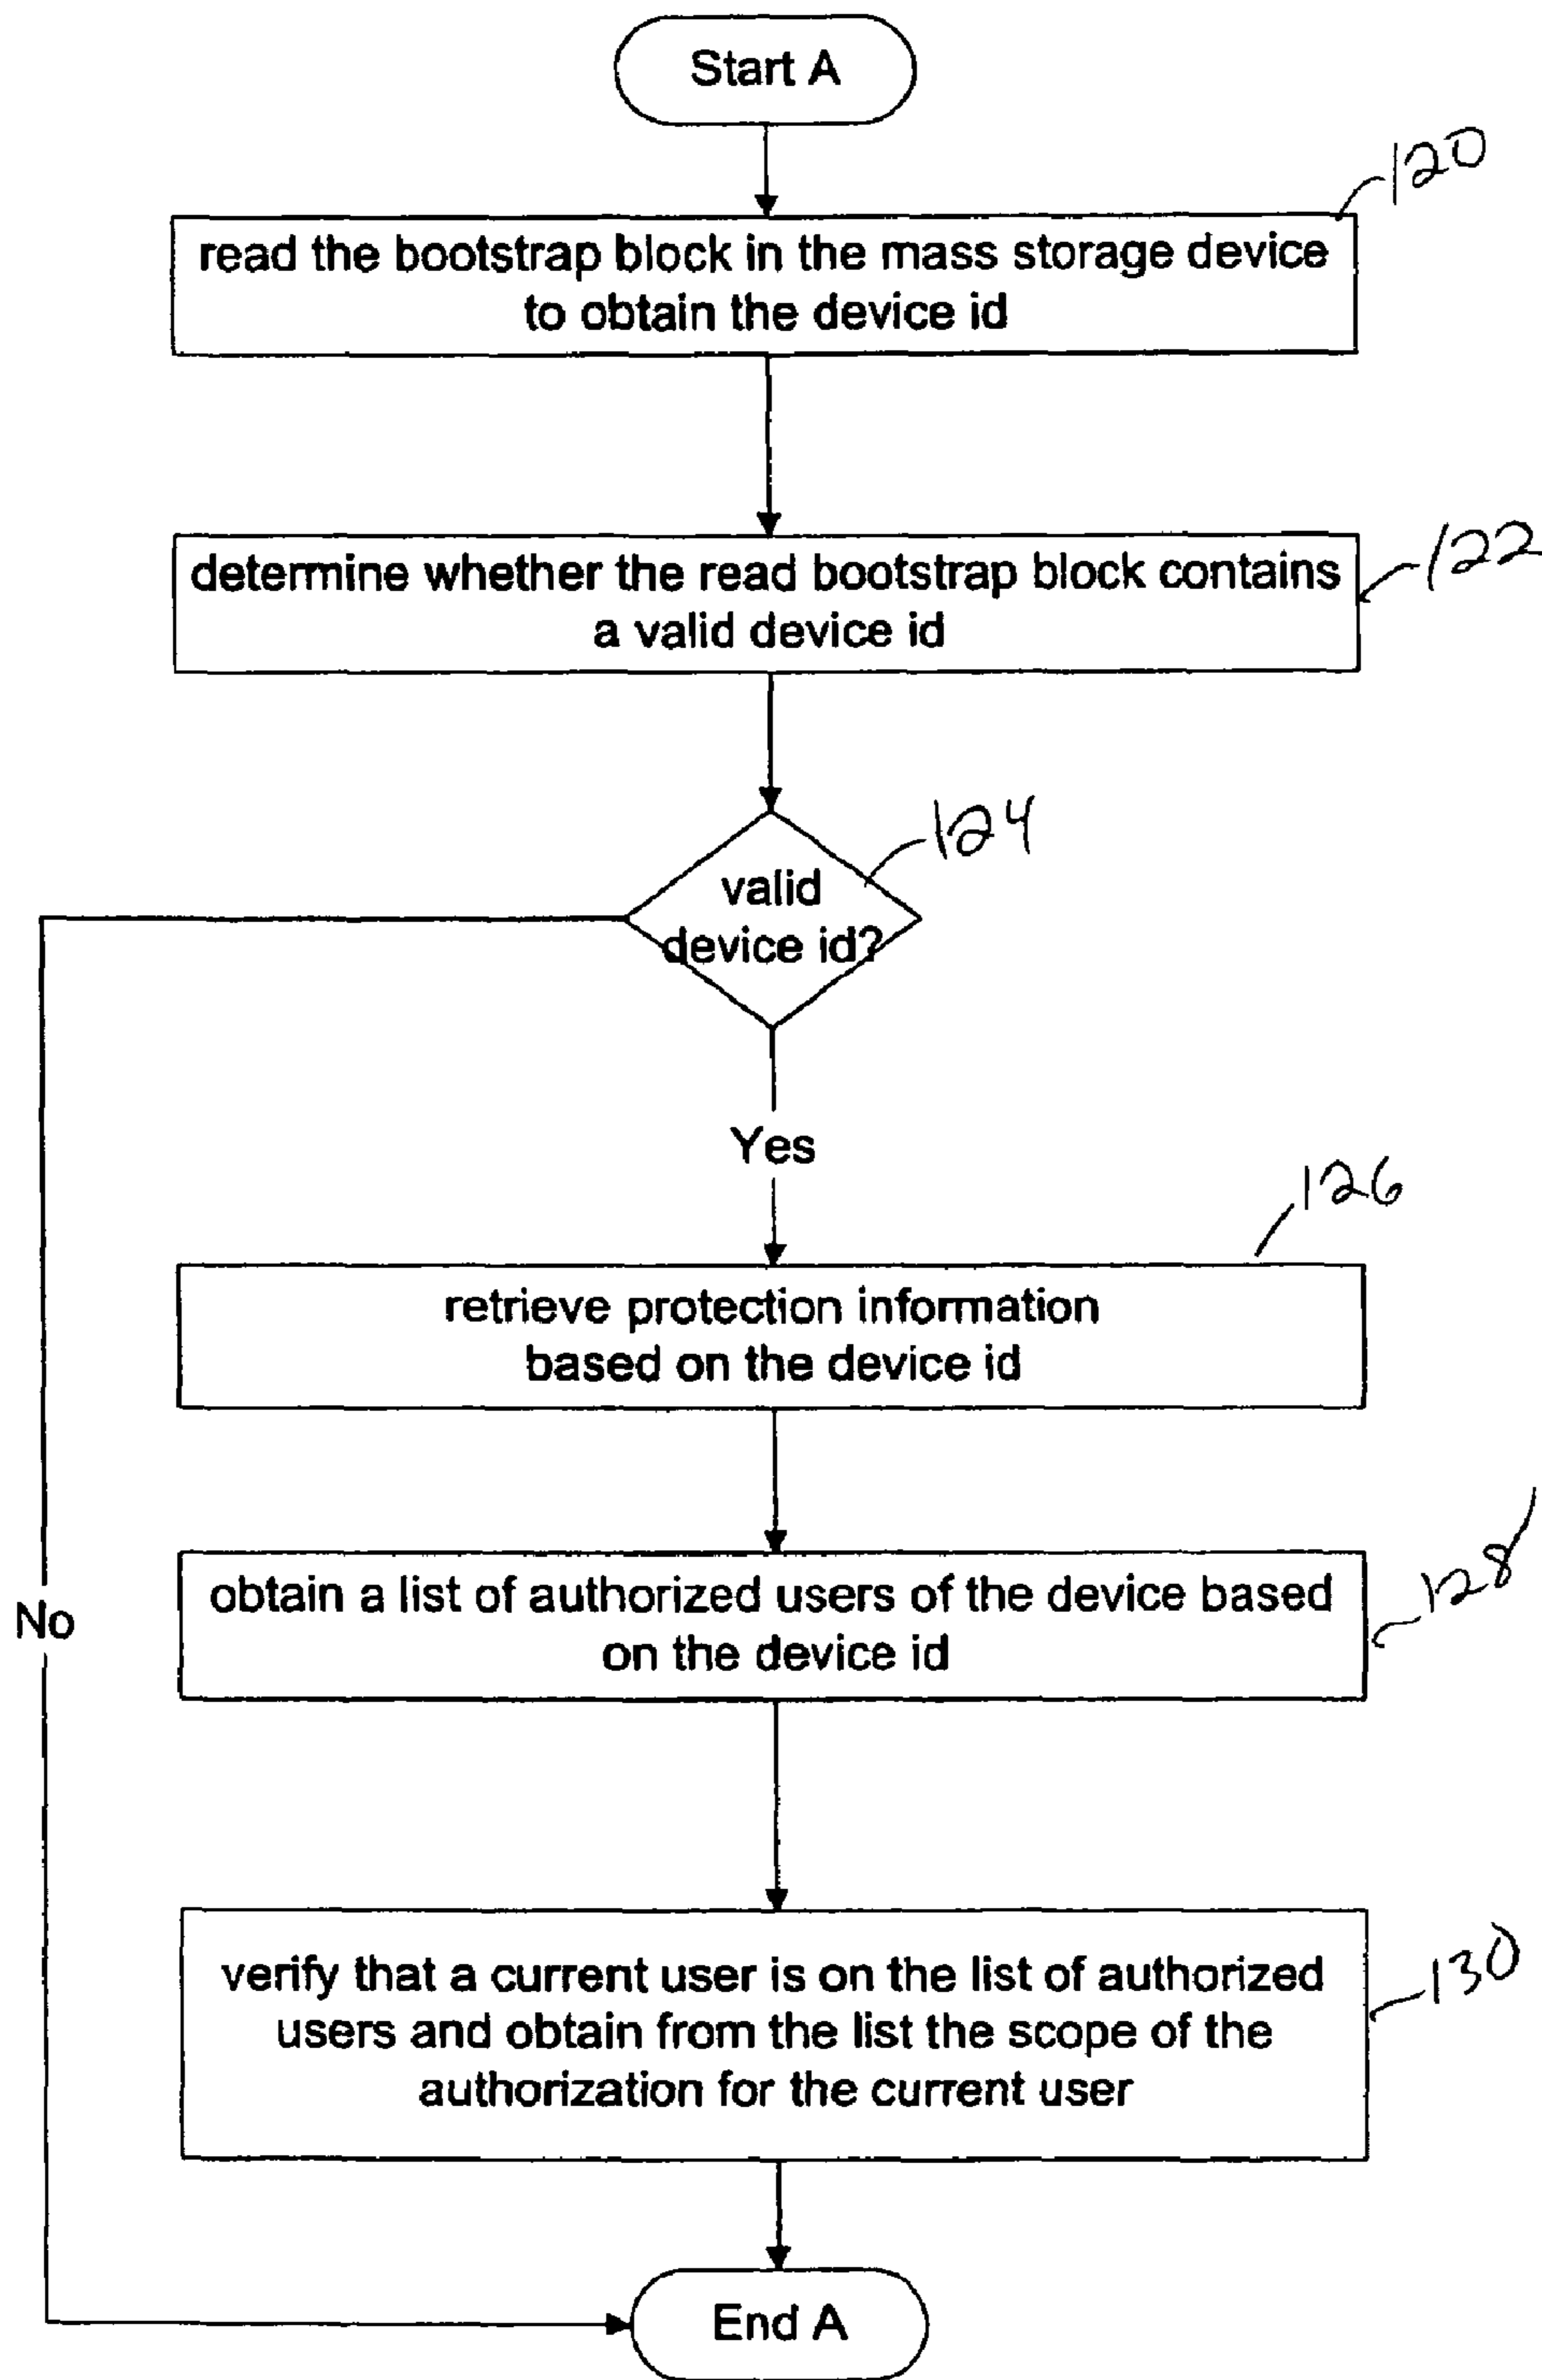 Start A
120
read the bootstrap block in the mass storage device
to obtain the device id
122
determine whether the read bootstrap block contains
a valid device id
124
valid
device id?
Yes
126
retrieve protection information
based on the device id
128
obtain a list of authorized users of the device based
on the device id
No
130
verify that a current user is on the list of authorized
users and obtain from the list the scope of the
authorization for the current user
End A